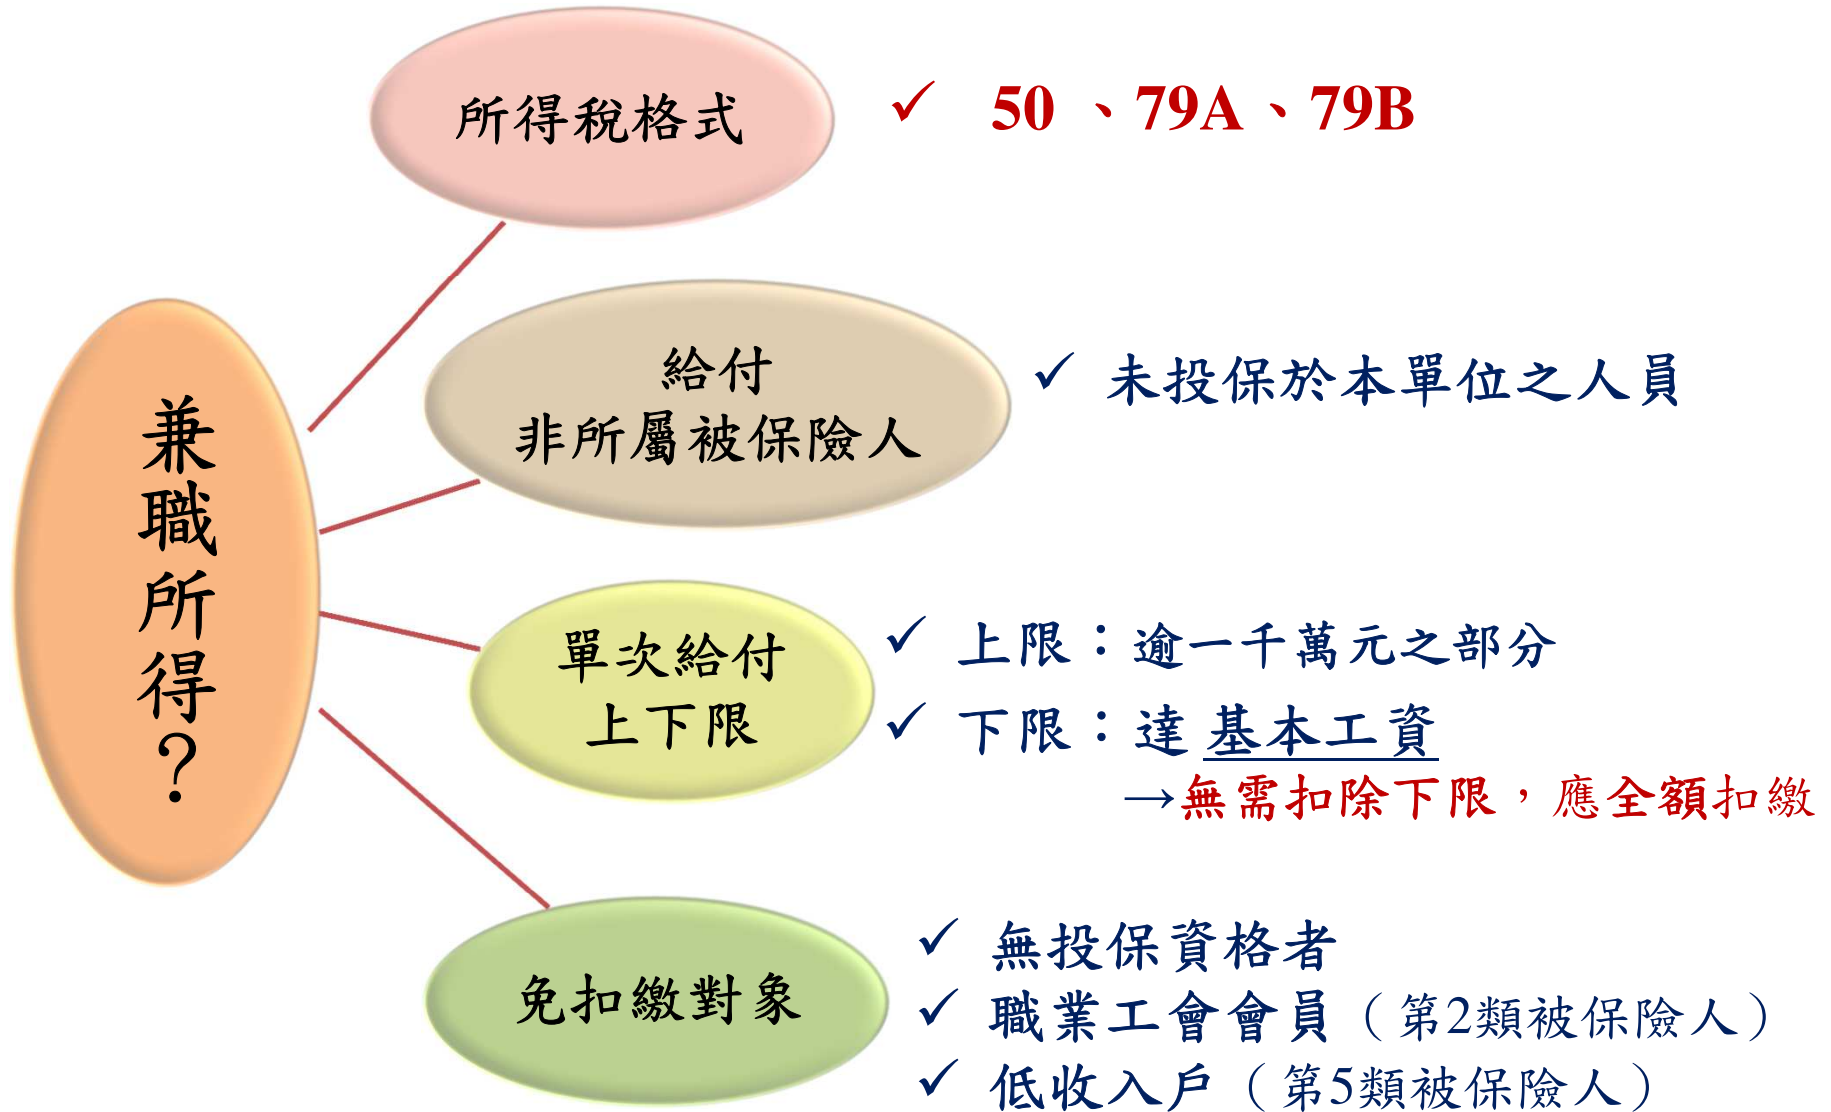 兼職所得？
所得稅格式
✓ 50 、79A、79B
給付
非所屬被保險人
✓ 未投保於本單位之人員
單次給付
上下限
✓ 上限：逾一千萬元之部分
✓ 下限：達 基本工資
→無需扣除下限，應全額扣繳
免扣繳對象
✓ 無投保資格者
✓ 職業工會會員（第2類被保險人）
✓ 低收入戶（第5類被保險人）